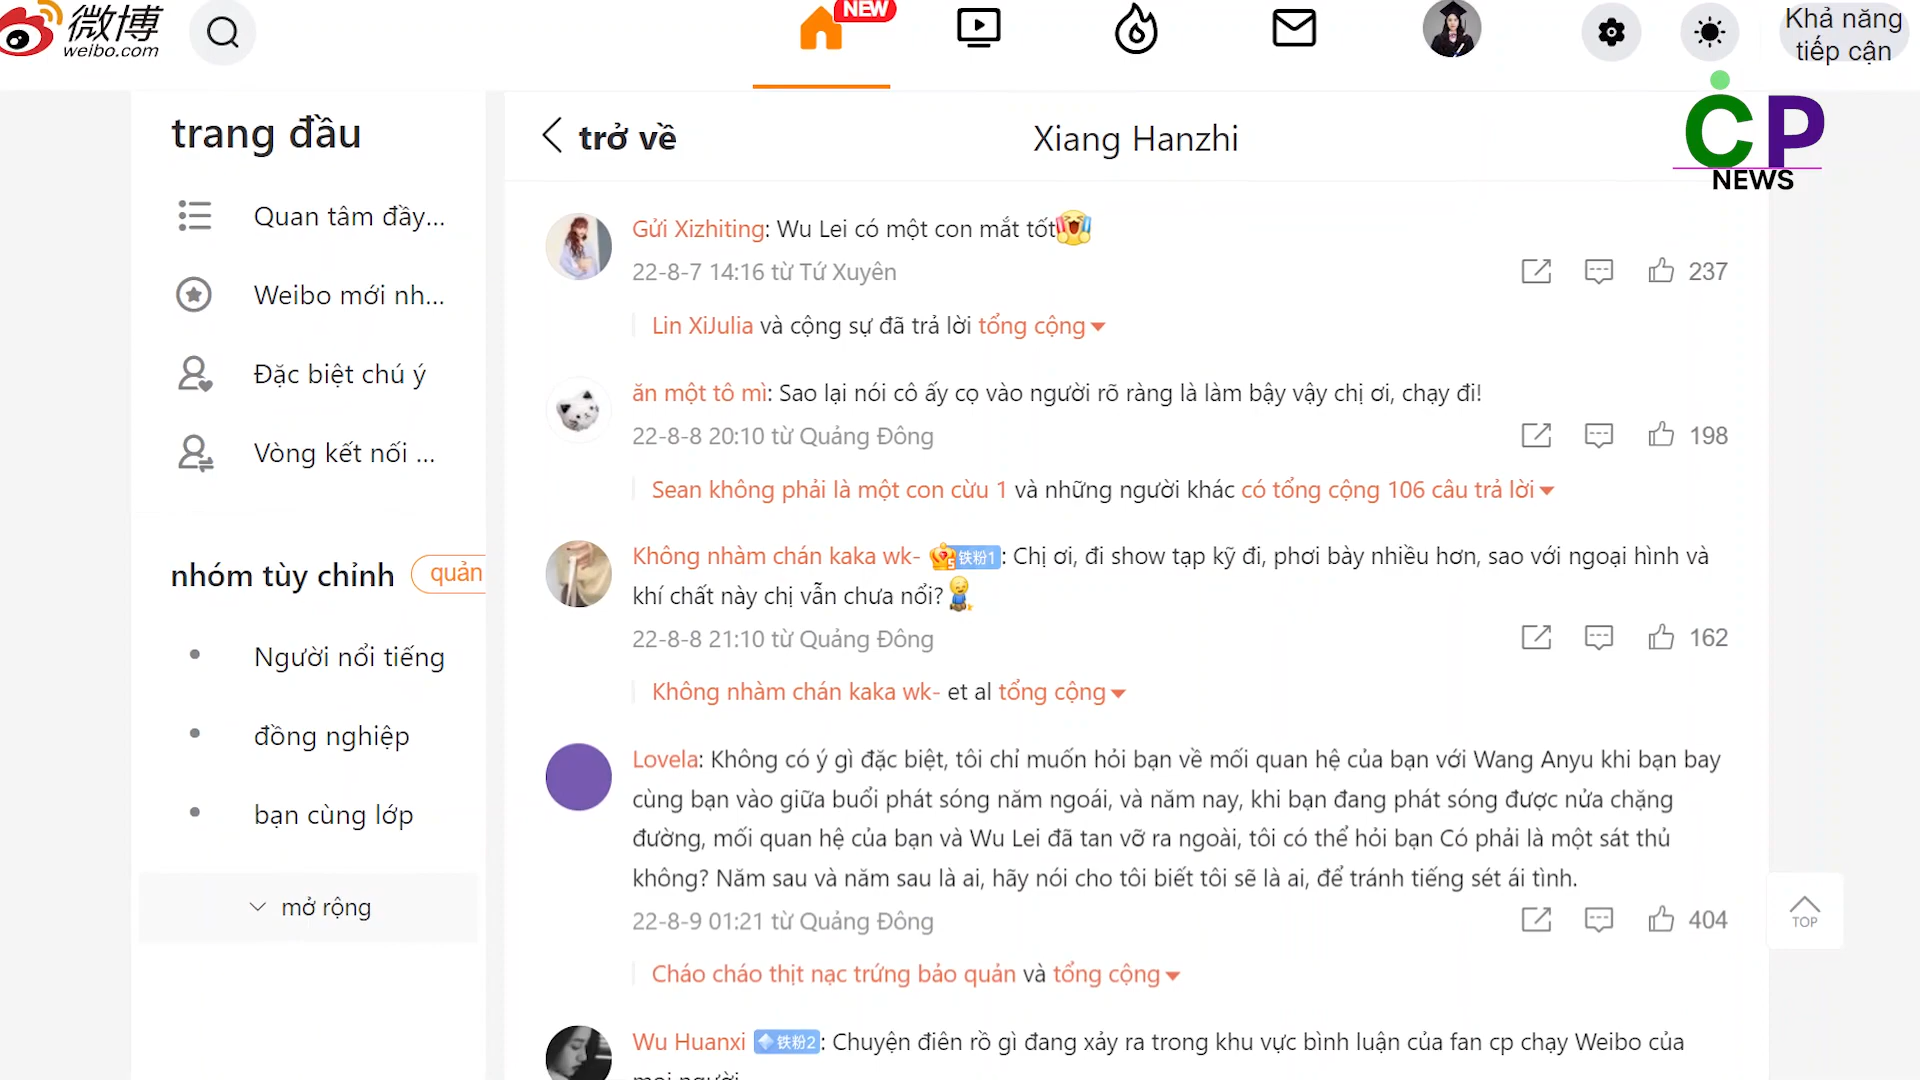 微博
weibo.com
NEW
Khả năng
tiếp cận
CP
NEWS
trang đầu
Quan tâm đầy...
Weibo mới nh...
Đặc biệt chú ý
Vòng kết nối ...
nhóm tùy chỉnh
quản
Người nổi tiếng
đồng nghiệp
bạn cùng lớp
mở rộng
trở về
Xiang Hanzhi
Gửi Xizhiting: Wu Lei có một con mắt tốt
22-8-7 14:16 từ Tứ Xuyên
237
Lin XiJulia và cộng sự đã trả lời tổng cộng
ăn một tô mì: Sao lại nói cô ấy cọ vào người rõ ràng là làm bậy vậy chị ơi, chạy đi!
22-8-8 20:10 từ Quảng Đông
198
Sean không phải là một con cừu 1 và những người khác có tổng cộng 106 câu trả lời
Không nhàm chán kaka wk- 5 铁粉1: Chị ơi, đi show tạp kỹ đi, phơi bày nhiều hơn, sao với ngoại hình và
khí chất này chị vẫn chưa nổi?
22-8-8 21:10 từ Quảng Đông
162
Không nhàm chán kaka wk- et al tổng cộng
Lovela: Không có ý gì đặc biệt, tôi chỉ muốn hỏi bạn về mối quan hệ của bạn với Wang Anyu khi bạn bay
cùng bạn vào giữa buổi phát sóng năm ngoái, và năm nay, khi bạn đang phát sóng được nửa chặng
đường, mối quan hệ của bạn và Wu Lei đã tan vỡ ra ngoài, tôi có thể hỏi bạn Có phải là một sát thủ
không? Năm sau và năm sau là ai, hãy nói cho tôi biết tôi sẽ là ai, để tránh tiếng sét ái tình.
22-8-9 01:21 từ Quảng Đông
404
Cháo cháo thịt nạc trứng bảo quản và tổng cộng
Wu Huanxi 铁粉2: Chuyện điên rồ gì đang xảy ra trong khu vực bình luận của fan cp chạy Weibo của
mọi người
TOP